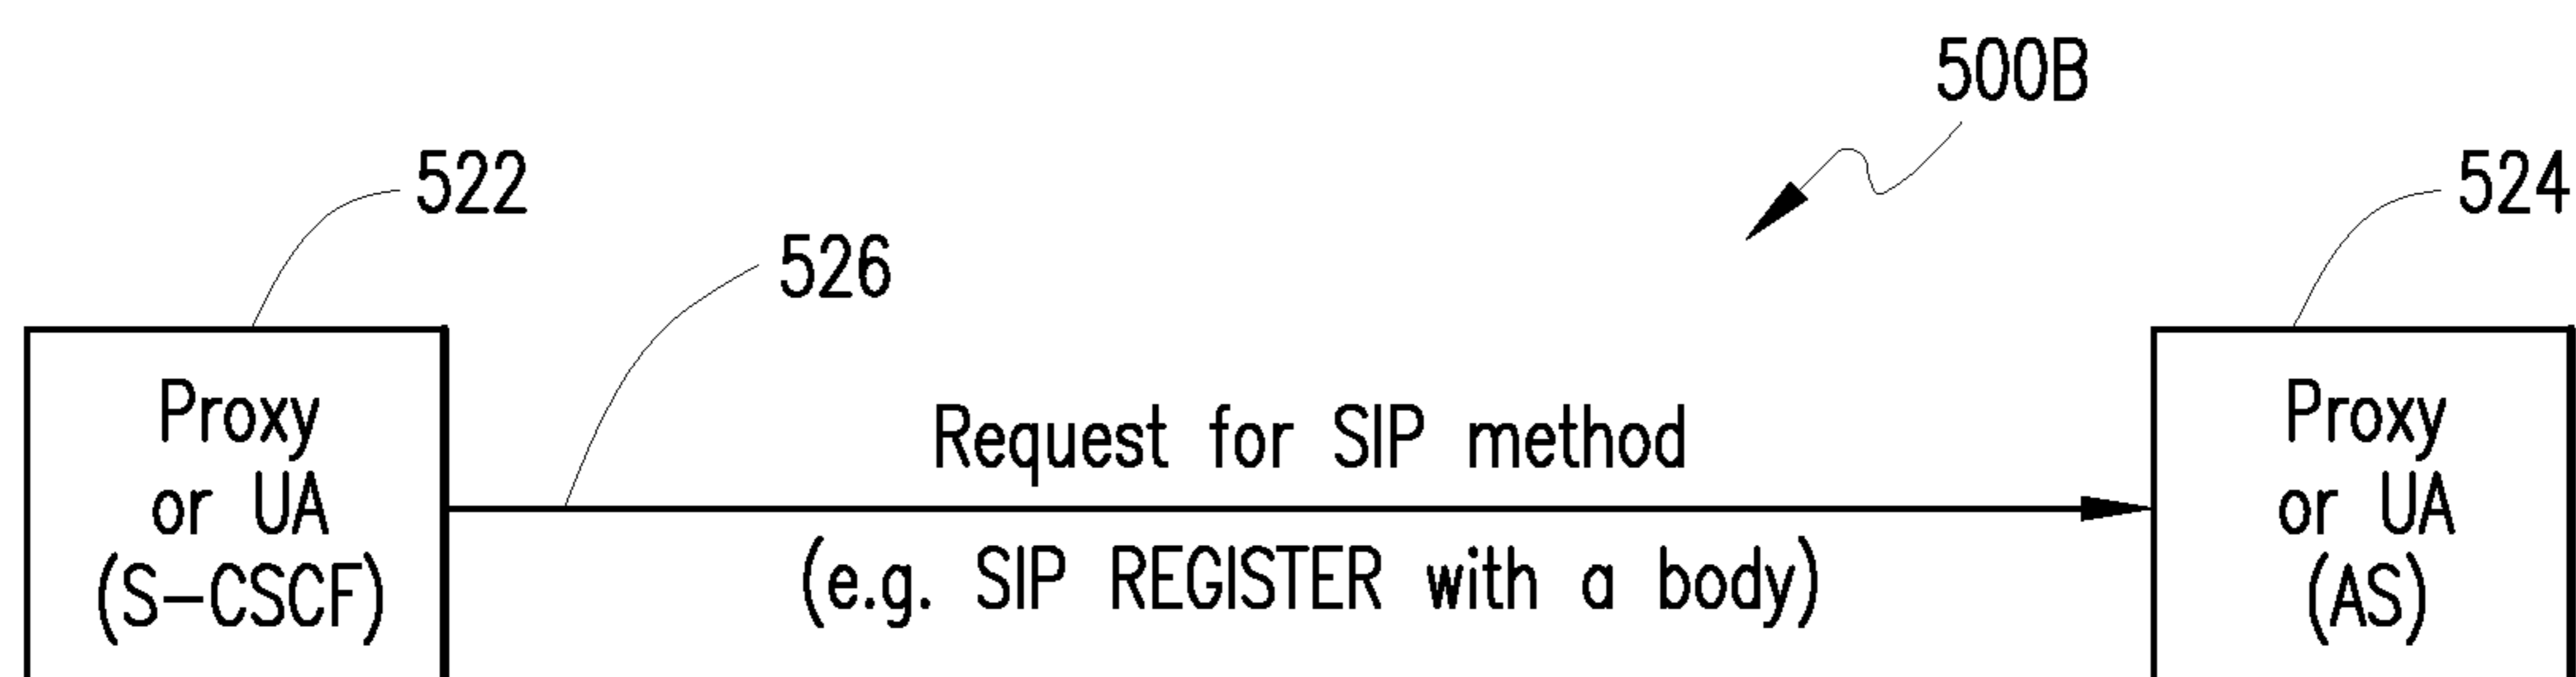 500B
522
524
526
Proxy
or UA
(S-CSCF)
Request for SIP method
(e.g. SIP REGISTER with a body)
Proxy
or UA
(AS)